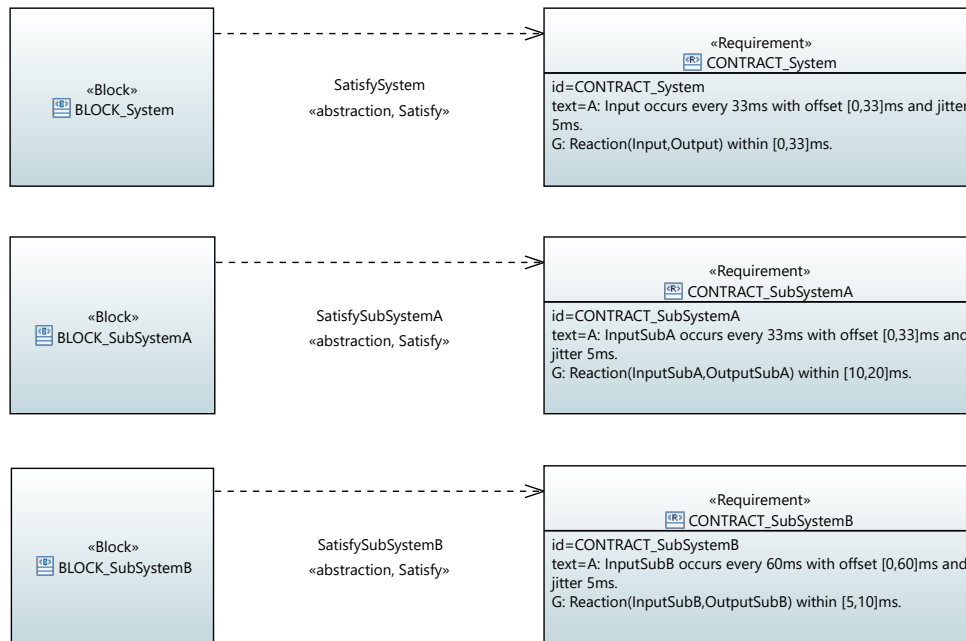 «Block»
BLOCK_System
SatisfySystem
«abstraction, Satisfy»
«Requirement»
CONTRACT_System
id=CONTRACT_System
text=A: Input occurs every 33ms with offset [0,33]ms and jitter
5ms.
G: Reaction(Input,Output) within [0,33]ms.
«Block»
BLOCK_SubSystemA
SatisfySubSystemA
«abstraction, Satisfy»
«Requirement»
CONTRACT_SubSystemA
id=CONTRACT_SubSystemA
text=A: InputSubA occurs every 33ms with offset [0,33]ms and
jitter 5ms.
G: Reaction(InputSubA,OutputSubA) within [10,20]ms.
«Block»
BLOCK_SubSystemB
SatisfySubSystemB
«abstraction, Satisfy»
«Requirement»
CONTRACT_SubSystemB
id=CONTRACT_SubSystemB
text=A: InputSubB occurs every 60ms with offset [0,60]ms and
jitter 5ms.
G: Reaction(InputSubB,OutputSubB) within [5,10]ms.